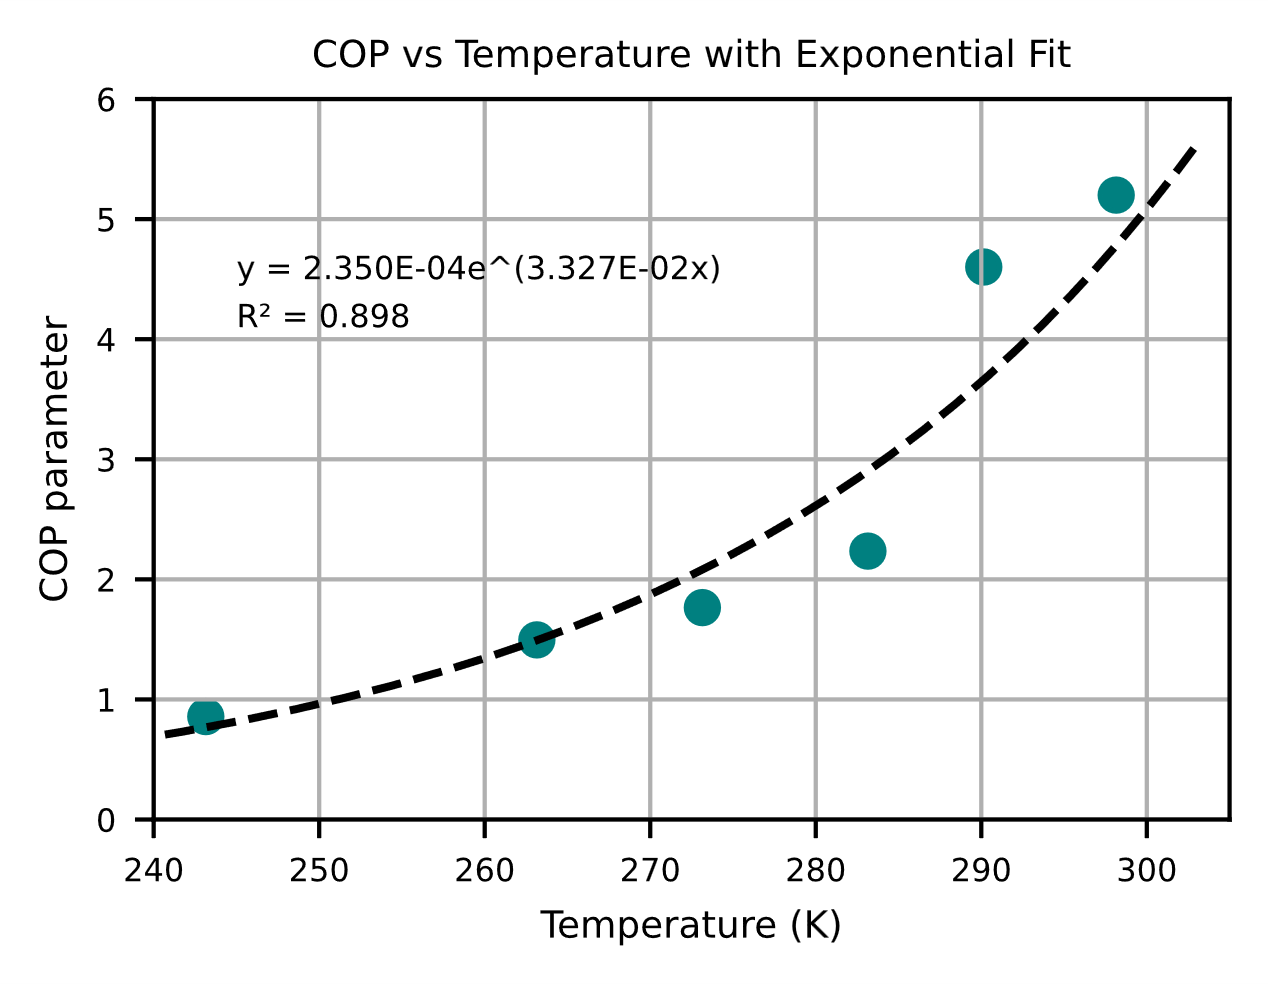 COP vs Temperature with Exponential Fit
6
5
y = 2.350E-04e^(3.327E-02x)
R² = 0.898
4
3
2
1
0
COP parameter
240 250 260 270 280 290 300
Temperature (K)